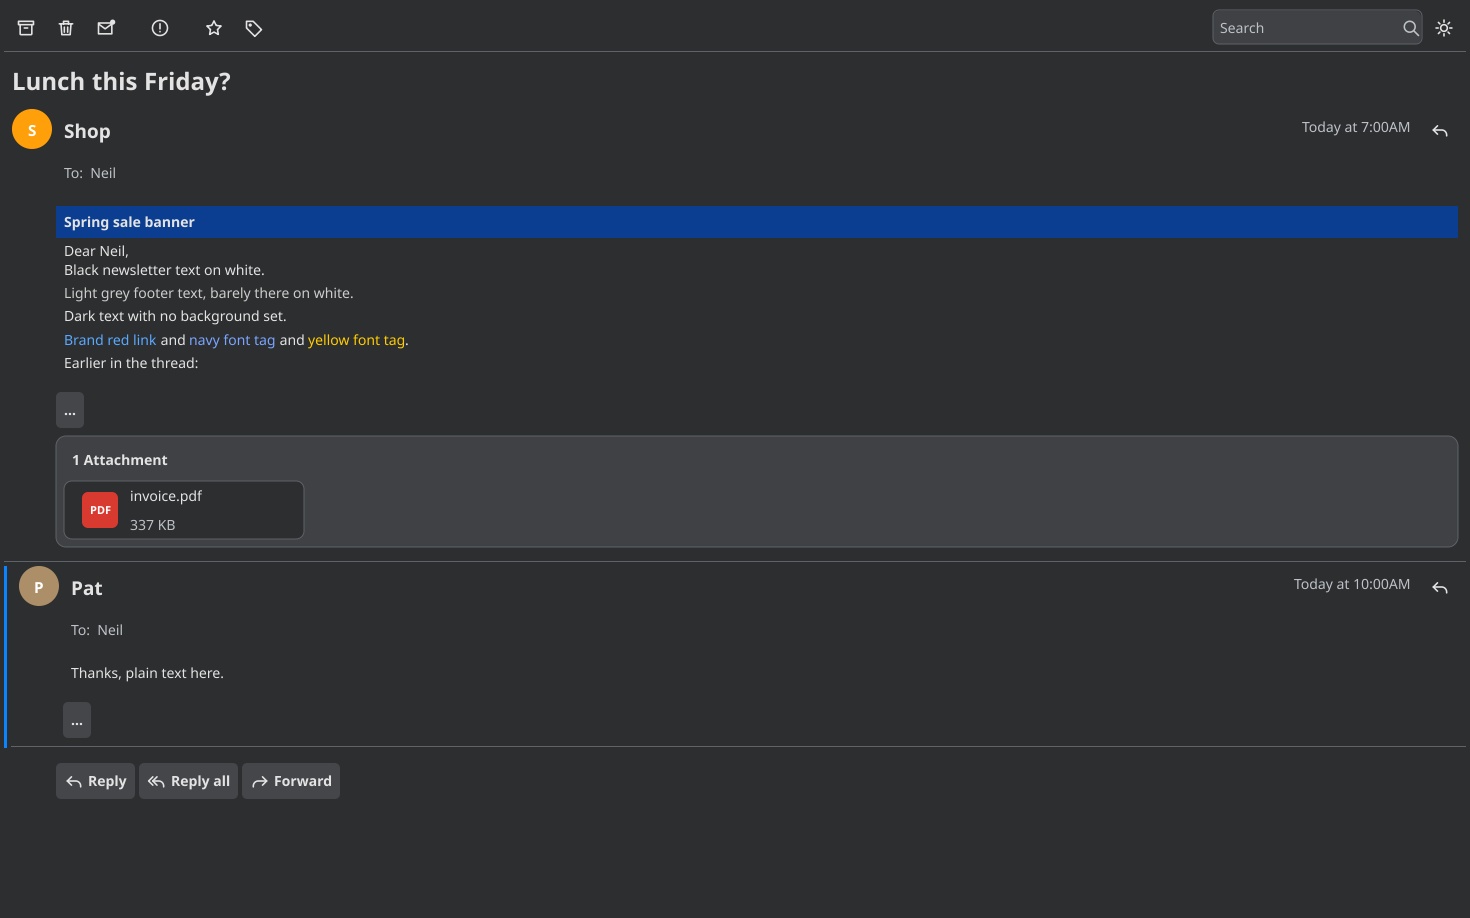 Search
Lunch this Friday?
S
Shop
Today at 7:00AM
To: Neil
Spring sale banner
Dear Neil,
Black newsletter text on white.
Light grey footer text, barely there on white.
Dark text with no background set.
Brand red link and navy font tag and yellow font tag.
Earlier in the thread:
...
1 Attachment
PDF
invoice.pdf
337 KB
P
Pat
Today at 10:00AM
To: Neil
Thanks, plain text here.
...
Reply
Reply all
Forward